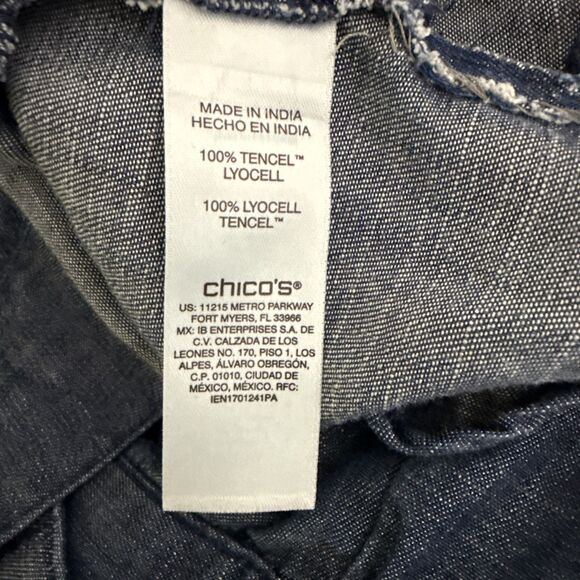 MADE IN INDIA
HECHO EN INDIA
100% TENCEL™
LYOCELL
100% LYOCELL
TENCEL™
chico's®
US: 11215 METRO PARKWAY
FORT MYERS, FL 33966
MX: IB ENTERPRISES S.A. DE
C.V. CALZADA DE LOS
LEONES NO. 170, PISO 1, LOS
ALPES, ÁLVARO OBREGÓN,
C.P. 01010, CIUDAD DE
MÉXICO, MÉXICO. RFC:
IEN1701241PA